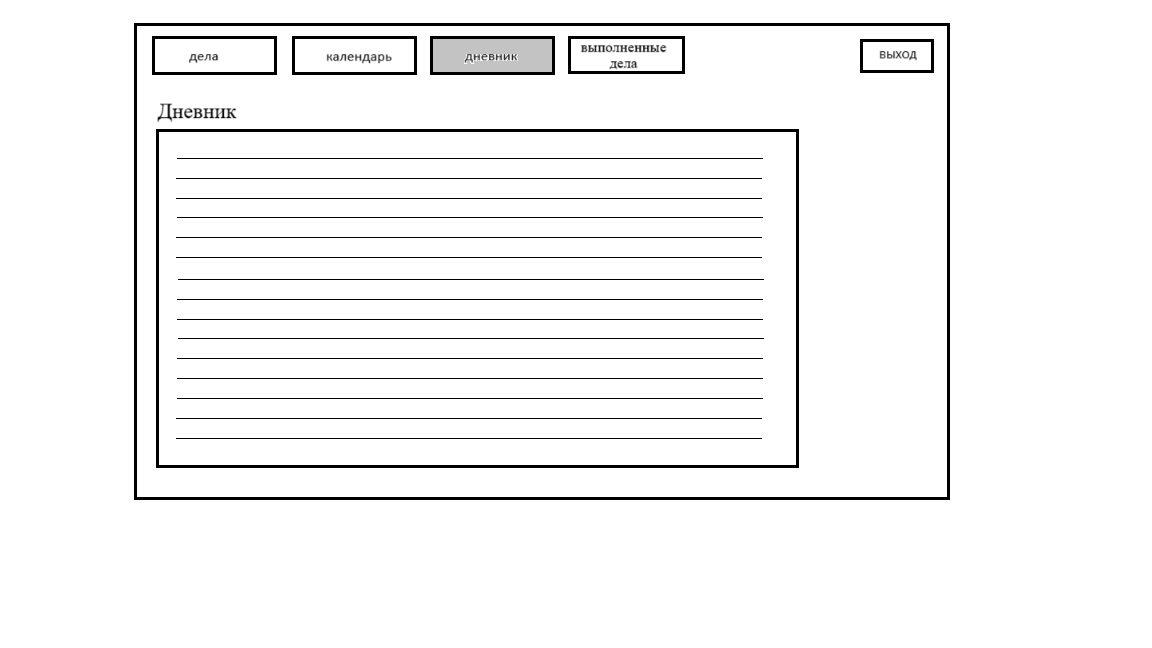 дела
календарь
дневник
выполненные
дела
выход
Дневник